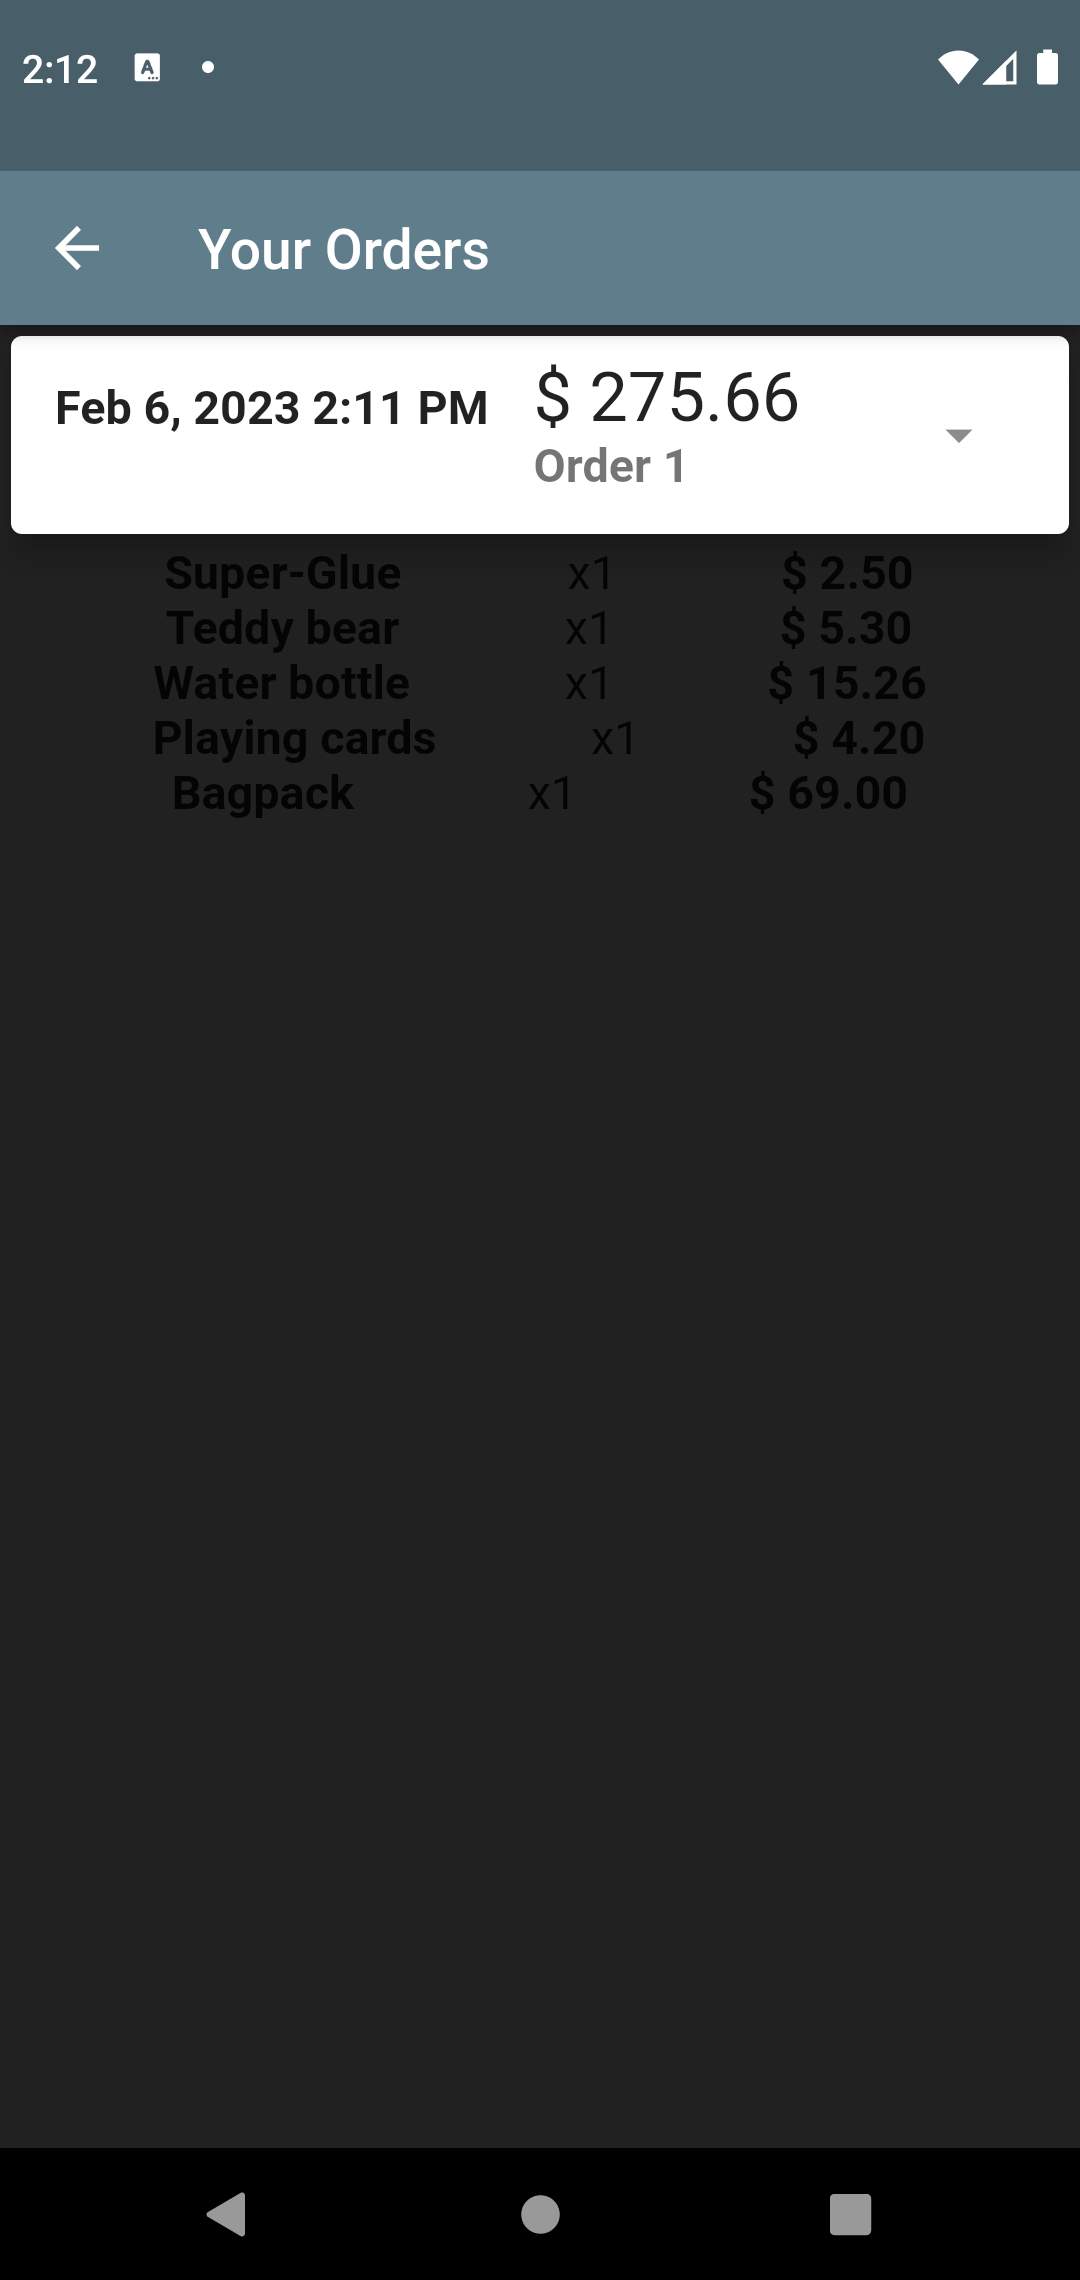 2:12
Your Orders
Feb 6, 2023 2:11 PM
$ 275.66
Order 1
Super-Glue x1 $ 2.50
Teddy bear x1 $ 5.30
Water bottle x1 $ 15.26
Playing cards x1 $ 4.20
Bagpack x1 $ 69.00